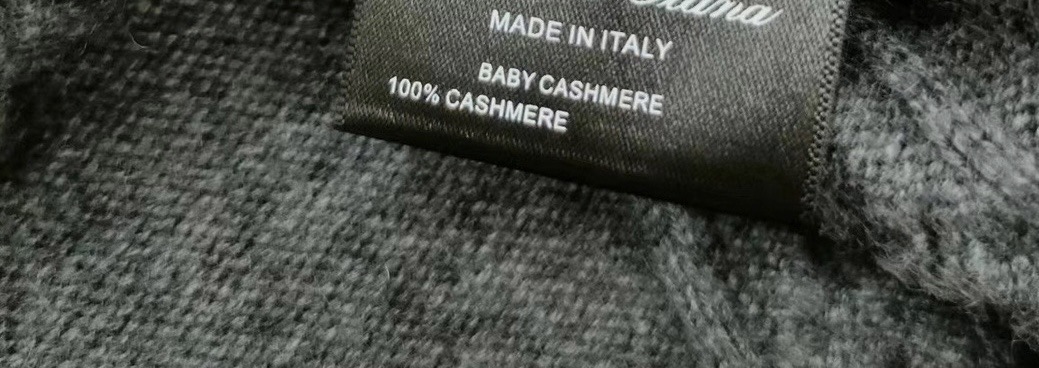 MADE IN ITALY
BABY CASHMERE
100% CASHMERE